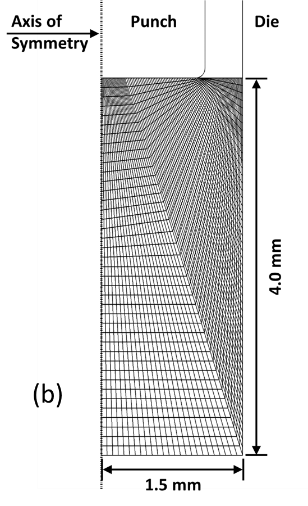 Axis of Punch Die
Symmetry
4.0 mm
(b)
1.5 mm